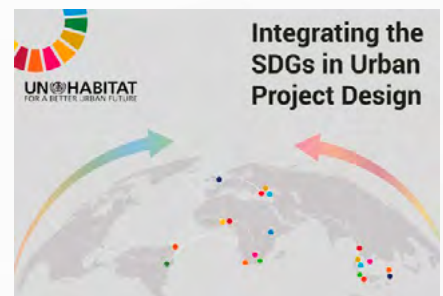 Integrating the
SDGs in Urban
Project Design
UN HABITAT
FOR A BETTER URBAN FUTURE